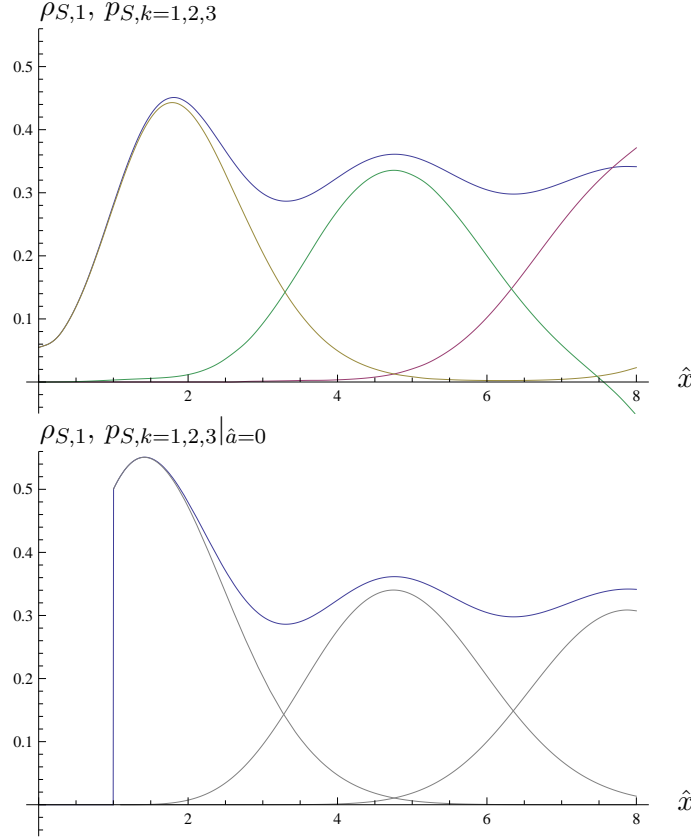 ρ_{S,1}, p_{S,k=1,2,3}
0.5
0.4
0.3
0.2
0.1
2 4 6 8 x̂
ρ_{S,1}, p_{S,k=1,2,3}|_{â=0}
0.5
0.4
0.3
0.2
0.1
2 4 6 8 x̂